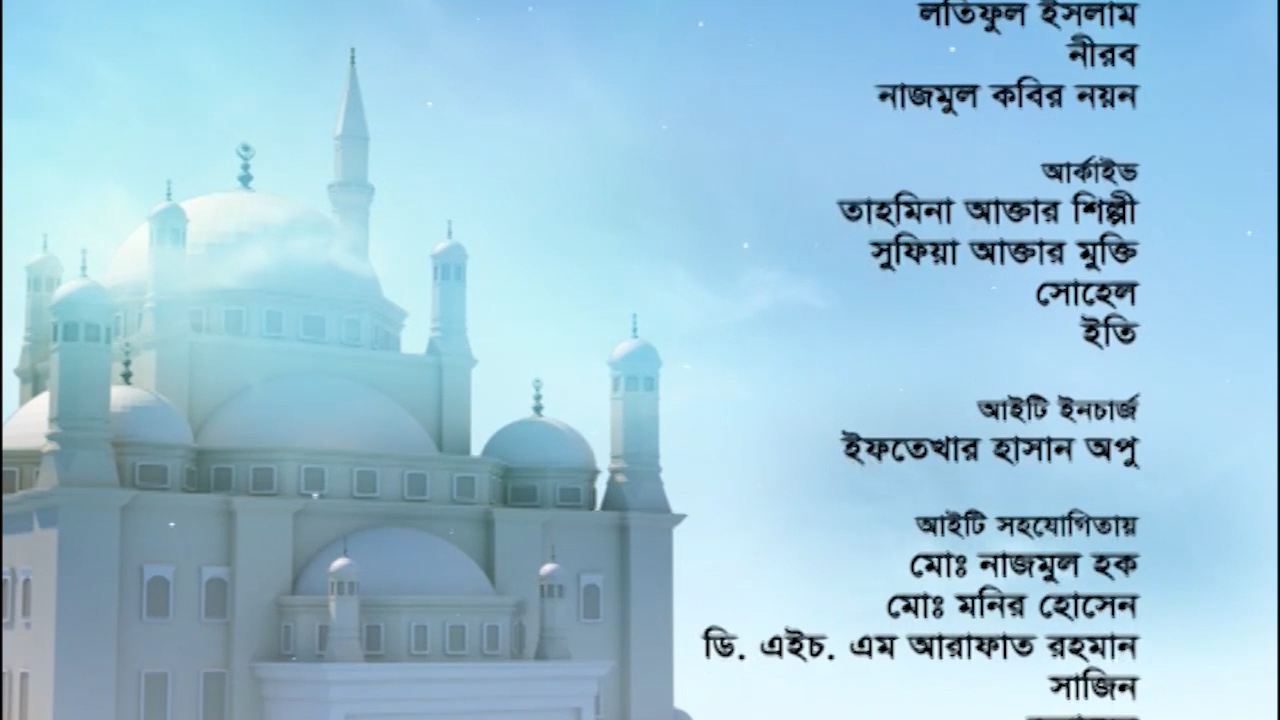 লতিফুল ইসলাম
নীরব
নাজমুল কবির নয়ন
আর্কাইভ
তাহমিনা আক্তার শিল্পী
সুফিয়া আক্তার মুক্তি
সোহেল
ইতি
আইটি ইনচার্জ
ইফতেখার হাসান অপু
আইটি সহযোগিতায়
মোঃ নাজমুল হক
মোঃ মনির হোসেন
ডি. এইচ. এম আরাফাত রহমান
সাজিন